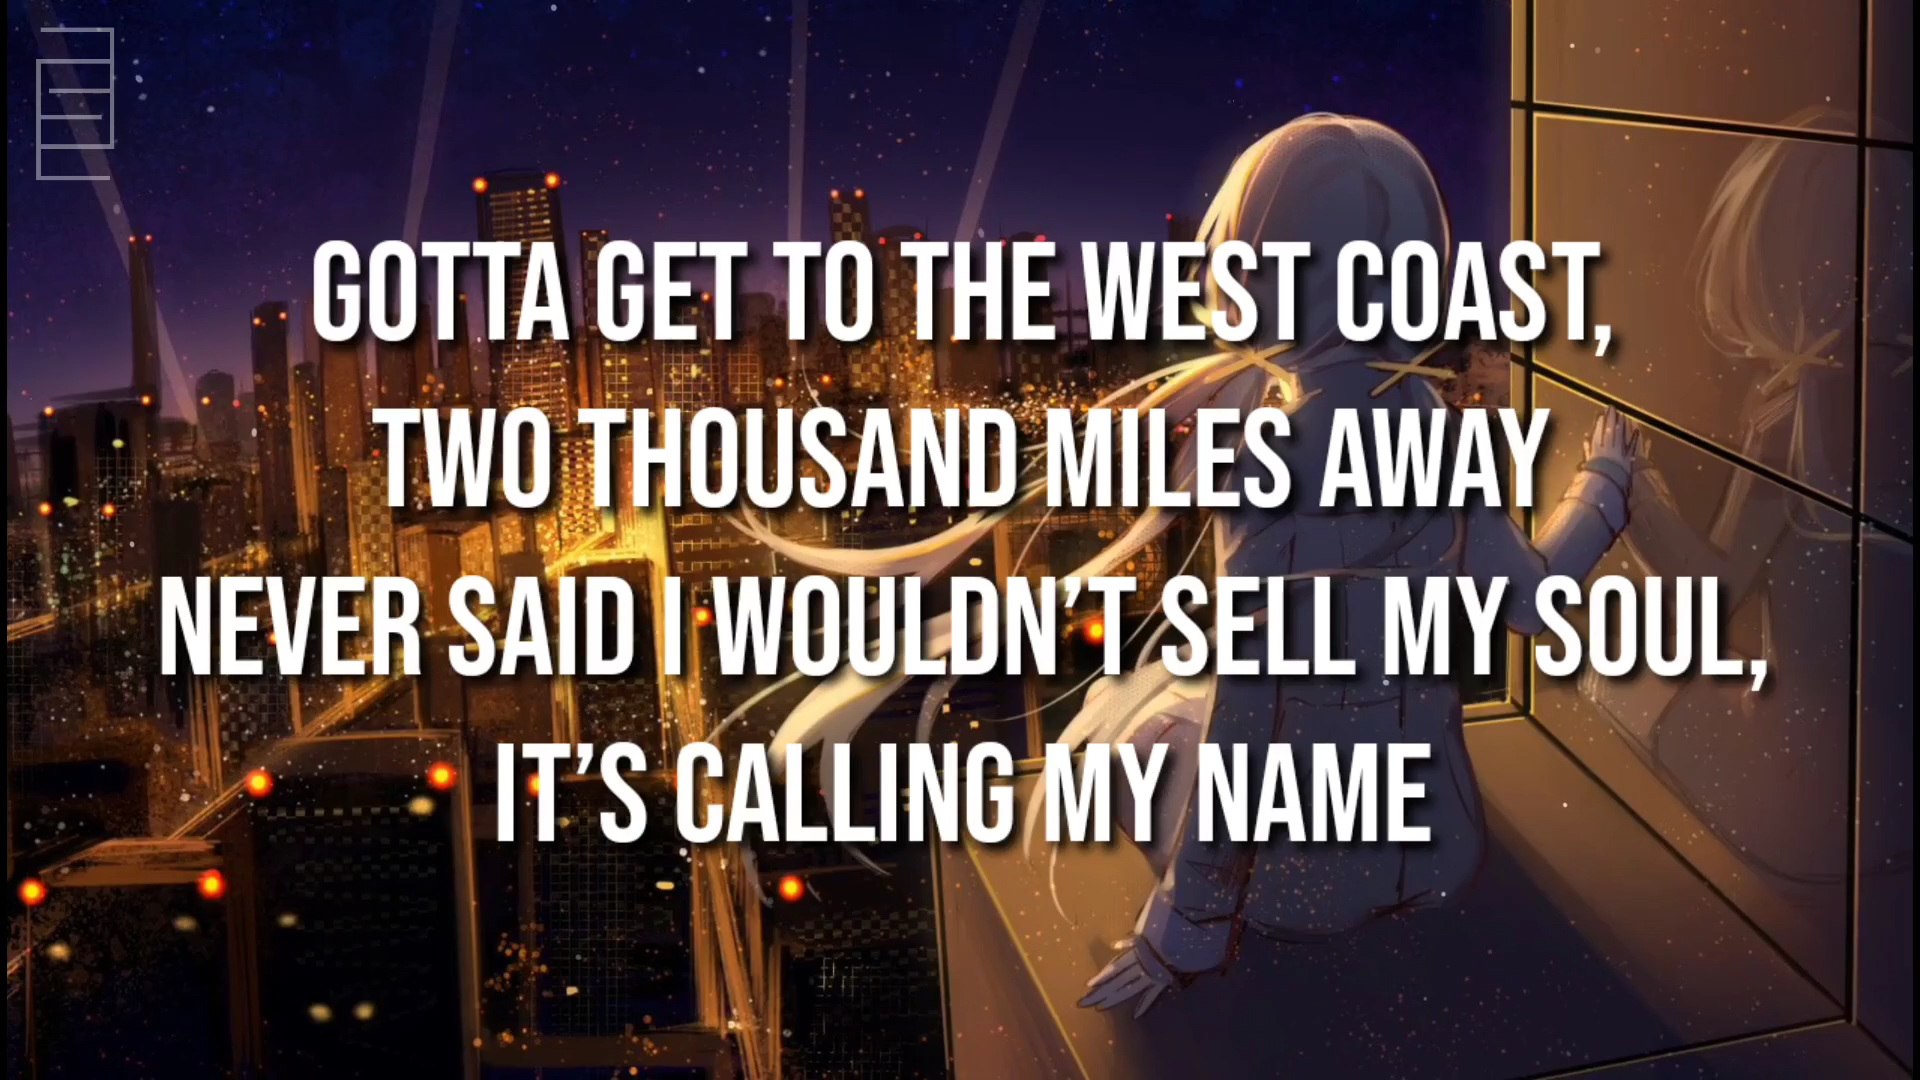 GOTTA GET TO THE WEST COAST,
TWO THOUSAND MILES AWAY
NEVER SAID I WOULDN’T SELL MY SOUL,
IT’S CALLING MY NAME